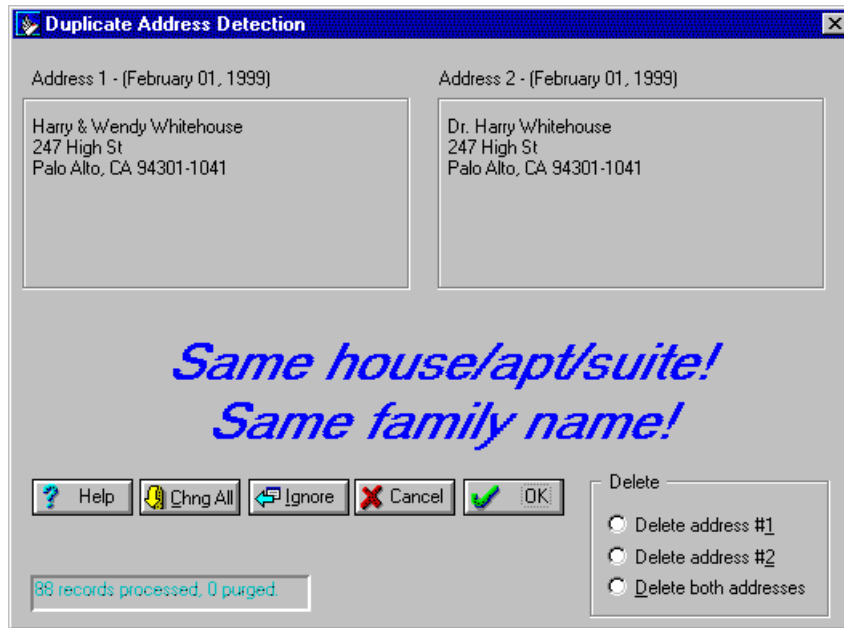 Duplicate Address Detection
Address 1 - (February 01, 1999)
Harry & Wendy Whitehouse
247 High St
Palo Alto, CA 94301-1041
Address 2 - (February 01, 1999)
Dr. Harry Whitehouse
247 High St
Palo Alto, CA 94301-1041
Same house/apt/suite!
Same family name!
Help
Chng All
Ignore
Cancel
OK
Delete
Delete address #1
Delete address #2
Delete both addresses
88 records processed, 0 purged.